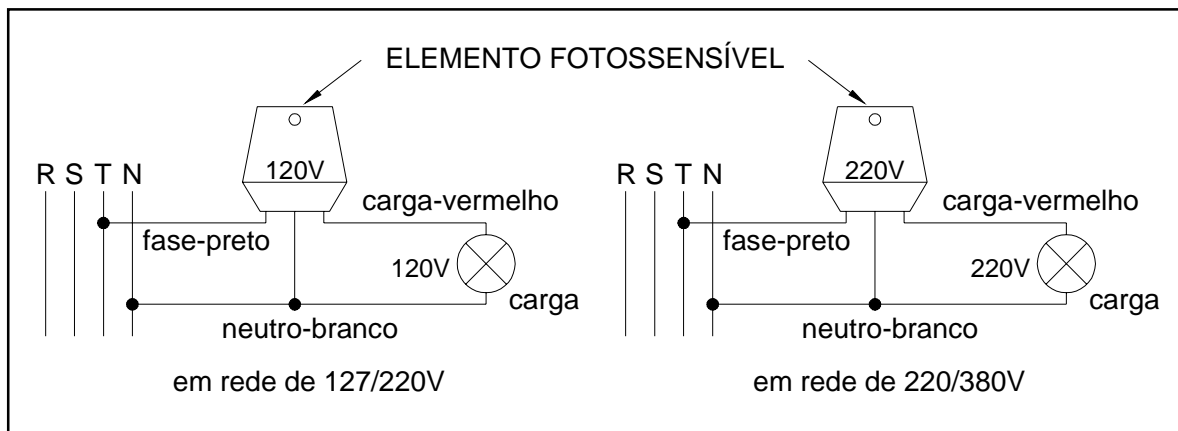 ELEMENTO FOTOSSENSÍVEL
120V
R S T N
carga-vermelho
fase-preto
120V
carga
neutro-branco
em rede de 127/220V
220V
R S T N
carga-vermelho
fase-preto
220V
carga
neutro-branco
em rede de 220/380V